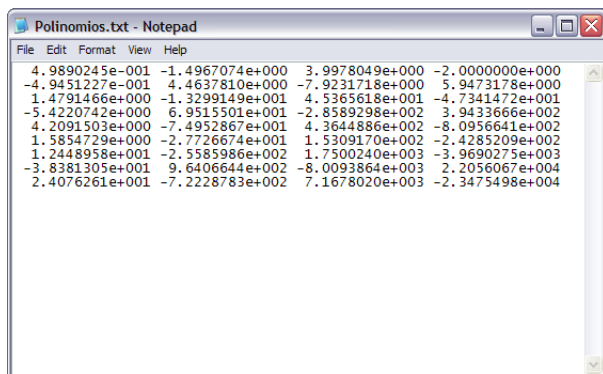 Polinomios.txt - Notepad
File Edit Format View Help
4.9890245e-001 -1.4967074e+000 3.9978049e+000 -2.0000000e+000
-4.9451227e-001 4.4637810e+000 -7.9231718e+000 5.9473178e+000
1.4791466e+000 -1.3299149e+001 4.5365618e+001 -4.7341472e+001
-5.4220742e+000 6.9515501e+001 -2.8589298e+002 3.9433666e+002
4.2091503e+000 -7.4952867e+001 4.3644886e+002 -8.0956641e+002
1.5854729e+000 -2.7726674e+001 1.5309170e+002 -2.4285209e+002
1.2448958e+001 -2.5585986e+002 1.7500240e+003 -3.9690275e+003
-3.8381305e+001 9.6406644e+002 -8.0093864e+003 2.2056067e+004
2.4076261e+001 -7.2228783e+002 7.1678020e+003 -2.3475498e+004